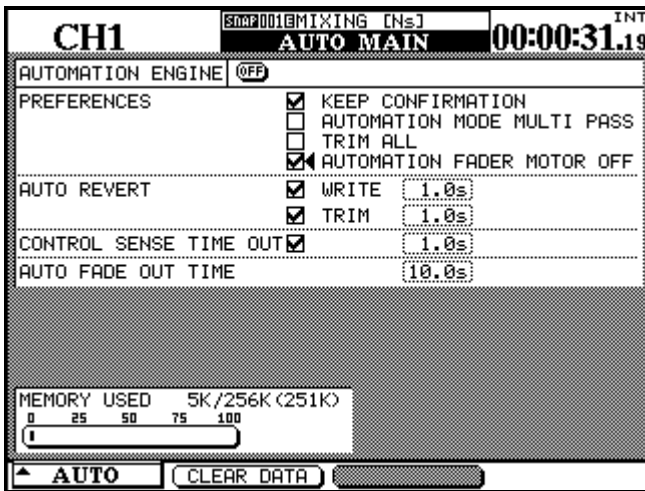 CH1
SNAP001 MIXING [Ns]
AUTO MAIN
INT
00:00:31.19
AUTOMATION ENGINE OFF
PREFERENCES
KEEP CONFIRMATION
AUTOMATION MODE MULTI PASS
TRIM ALL
AUTOMATION FADER MOTOR OFF
AUTO REVERT
WRITE 1.0s
TRIM 1.0s
CONTROL SENSE TIME OUT 1.0s
AUTO FADE OUT TIME 10.0s
MEMORY USED 5K/256K(251K)
0 25 50 75 100
AUTO
CLEAR DATA